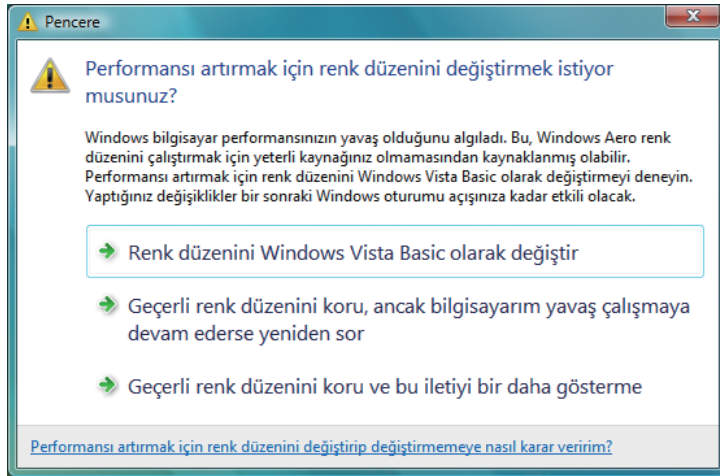 Pencere
Performansı artırmak için renk düzenini değiştirmek istiyor
musunuz?
Windows bilgisayar performansınızın yavaş olduğunu algıladı. Bu, Windows Aero renk
düzenini çalıştırmak için yeterli kaynağınız olmamasından kaynaklanmış olabilir.
Performansı artırmak için renk düzenini Windows Vista Basic olarak değiştirmeyi deneyin.
Yaptığınız değişiklikler bir sonraki Windows oturumu açışınıza kadar etkili olacak.
Renk düzenini Windows Vista Basic olarak değiştir
Geçerli renk düzenini koru, ancak bilgisayarım yavaş çalışmaya
devam ederse yeniden sor
Geçerli renk düzenini koru ve bu iletiyi bir daha gösterme
Performansı artırmak için renk düzenini değiştirip değiştirmemeye nasıl karar veririm?